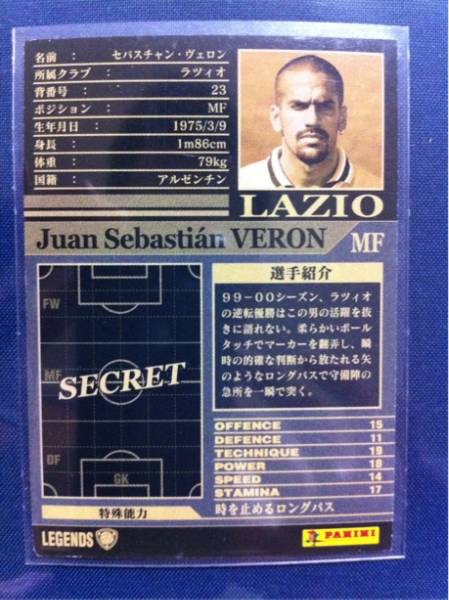 名前 ： セバスチャン・ヴェロン
所属クラブ ： ラツィオ
背番号 ： 23
ポジション ： MF
生年月日 ： 1975/3/9
身長 ： 1m86cm
体重 ： 79kg
国籍 ： アルゼンチン
LAZIO
Juan Sebastián VERON MF
FW
MF
SECRET
DF
GK
特殊能力
選手紹介
99-00シーズン、ラツィオ
の逆転優勝はこの男の活躍を抜
きに語れない。柔らかいボール
タッチでマーカーを翻弄し、瞬
時の的確な判断から放たれる矢
のようなロングパスで守備陣の
急所を一瞬で突く。
OFFENCE 15
DEFENCE 11
TECHNIQUE 19
POWER 18
SPEED 14
STAMINA 17
時を止めるロングパス
LEGENDS
PANINI